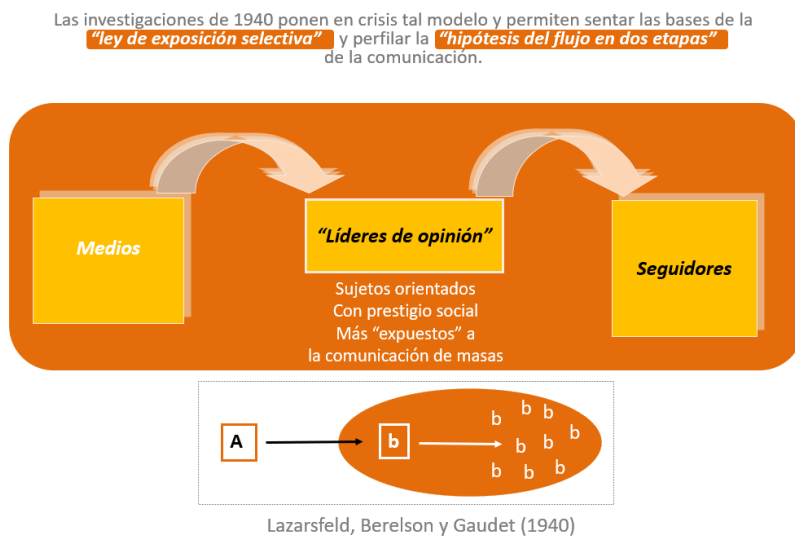 Las investigaciones de 1940 ponen en crisis tal modelo y permiten sentar las bases de la
“ley de exposición selectiva” y perfilar la “hipótesis del flujo en dos etapas”
de la comunicación.
Medios
“Líderes de opinión”
Seguidores
Sujetos orientados
Con prestigio social
Más “expuestos” a
la comunicación de masas
A
b
b
b
b
b
b
b
b
b
b
b
Lazarsfeld, Berelson y Gaudet (1940)